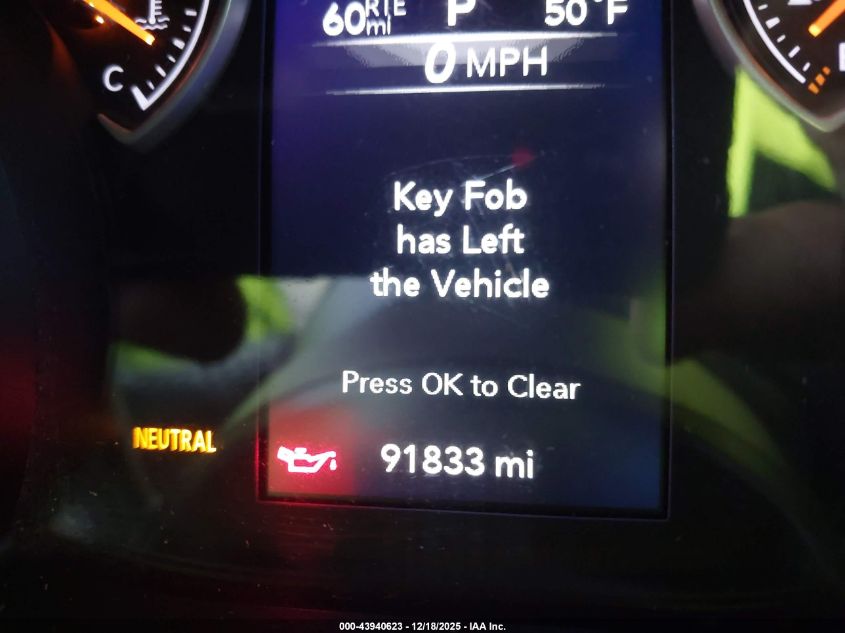 60 RTE mi P 50°F
0 MPH
C
Key Fob
has Left
the Vehicle
Press OK to Clear
NEUTRAL
91833 mi
000-43940623 - 12/18/2025 - IAA Inc.